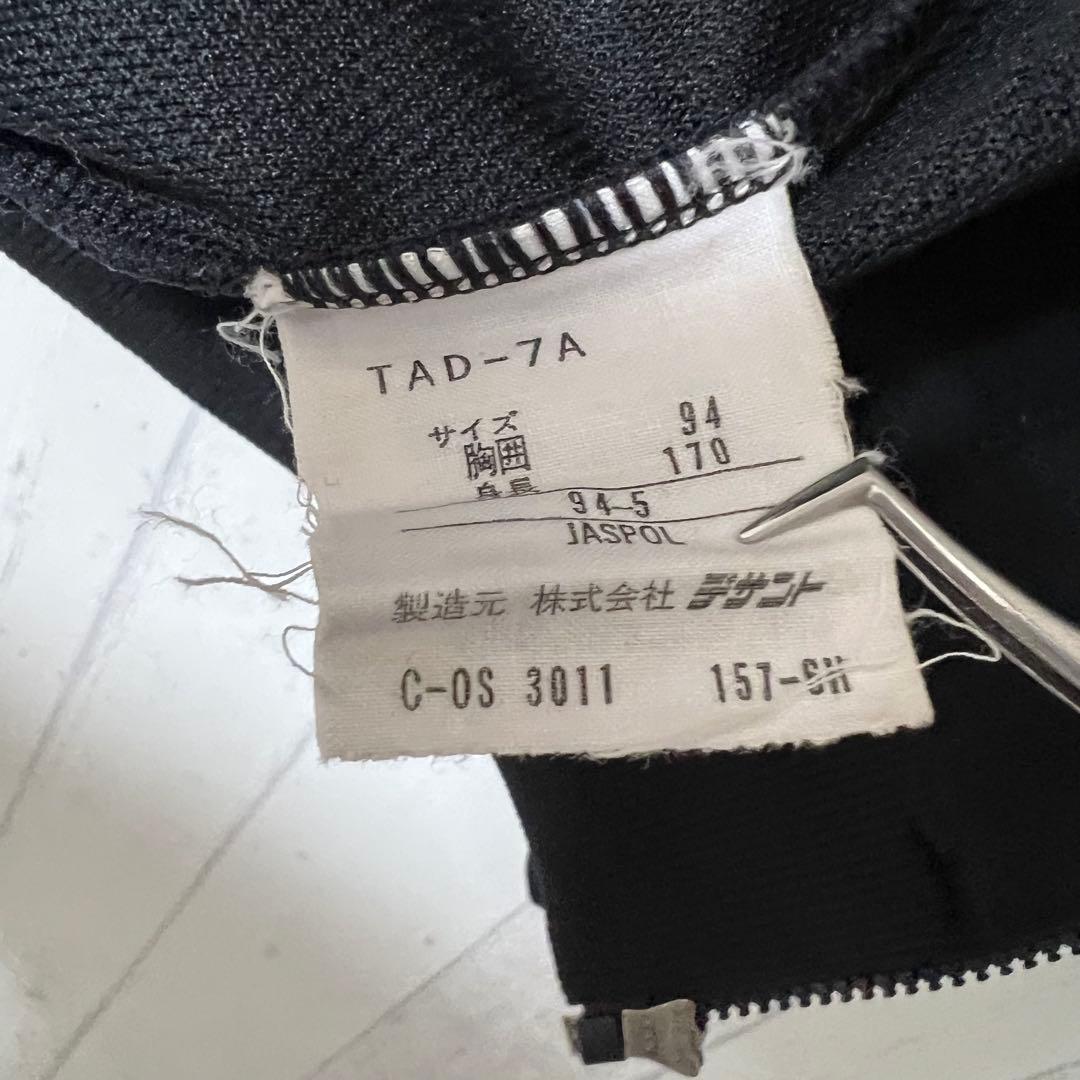 TAD-7A
サイズ
胸囲 94
身長 170
94-5
JASPOL
製造元 株式会社 デサント
C-OS 3011 157-